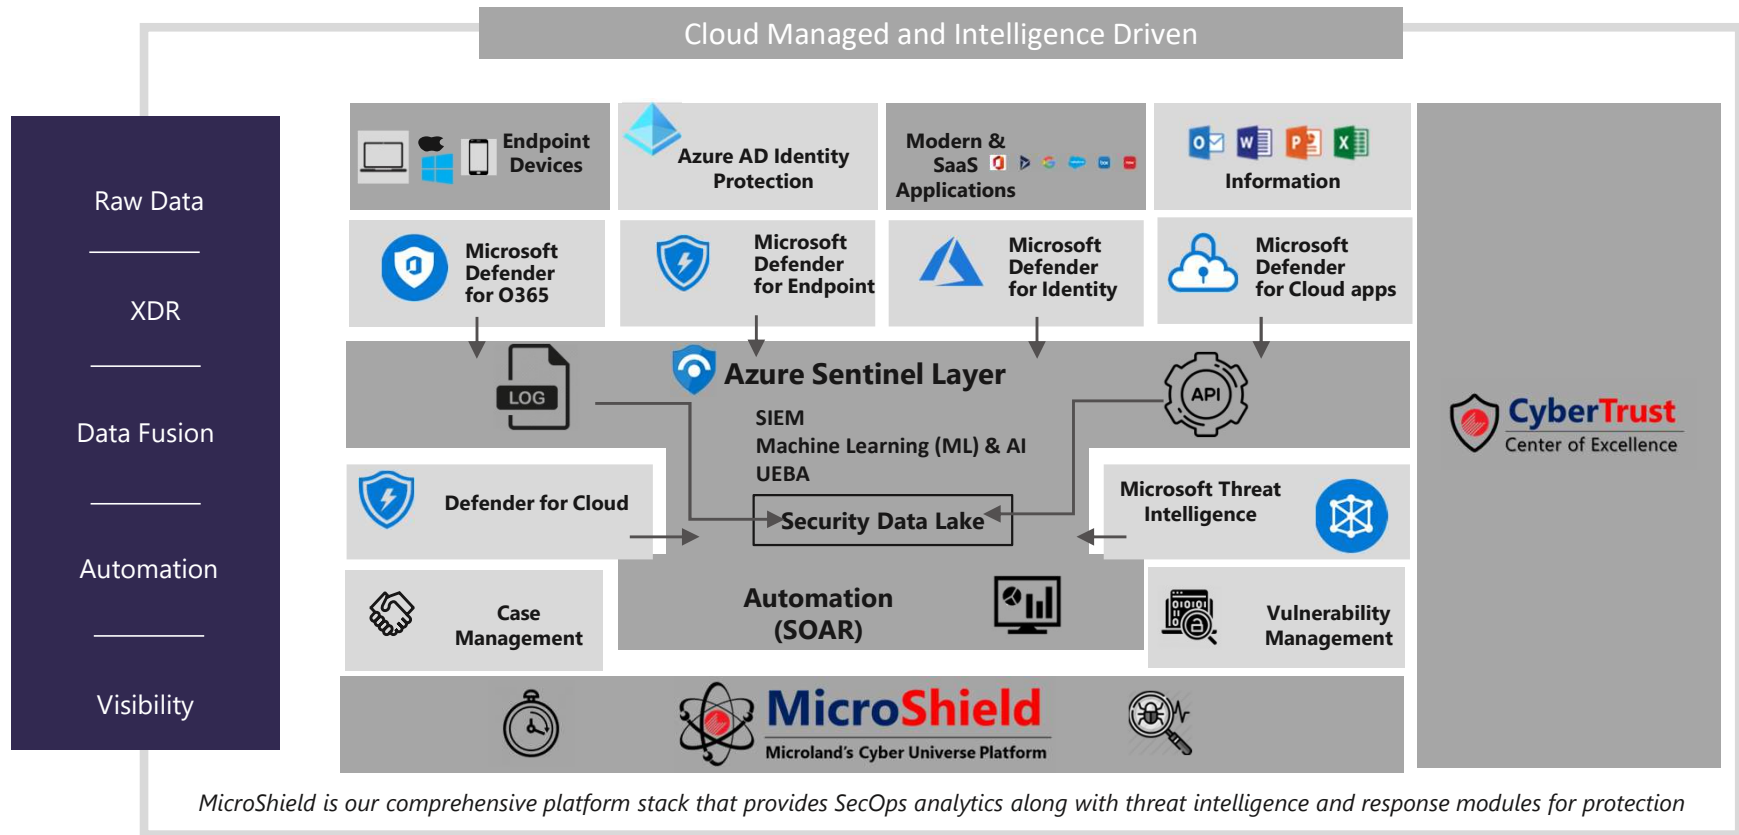 Cloud Managed and Intelligence Driven
Raw Data
XDR
Data Fusion
Automation
Visibility
Endpoint
Devices
Azure AD Identity
Protection
Modern &
SaaS
Applications
Information
Microsoft
Defender
for O365
Microsoft
Defender
for Endpoint
Microsoft
Defender
for Identity
Microsoft
Defender
for Cloud apps
LOG
Azure Sentinel Layer
SIEM
Machine Learning (ML) & AI
UEBA
API
Defender for Cloud
Security Data Lake
Microsoft Threat
Intelligence
Case
Management
Automation
(SOAR)
Vulnerability
Management
MicroShield
Microland's Cyber Universe Platform
CyberTrust
Center of Excellence
MicroShield is our comprehensive platform stack that provides SecOps analytics along with threat intelligence and response modules for protection